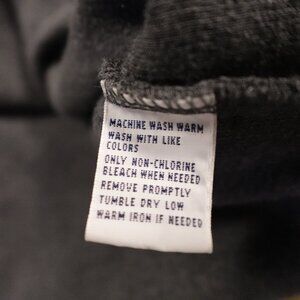 MACHINE WASH WARM
WASH WITH LIKE
COLORS
ONLY NON-CHLORINE
BLEACH WHEN NEEDED
REMOVE PROMPTLY
TUMBLE DRY LOW
WARM IRON IF NEEDED